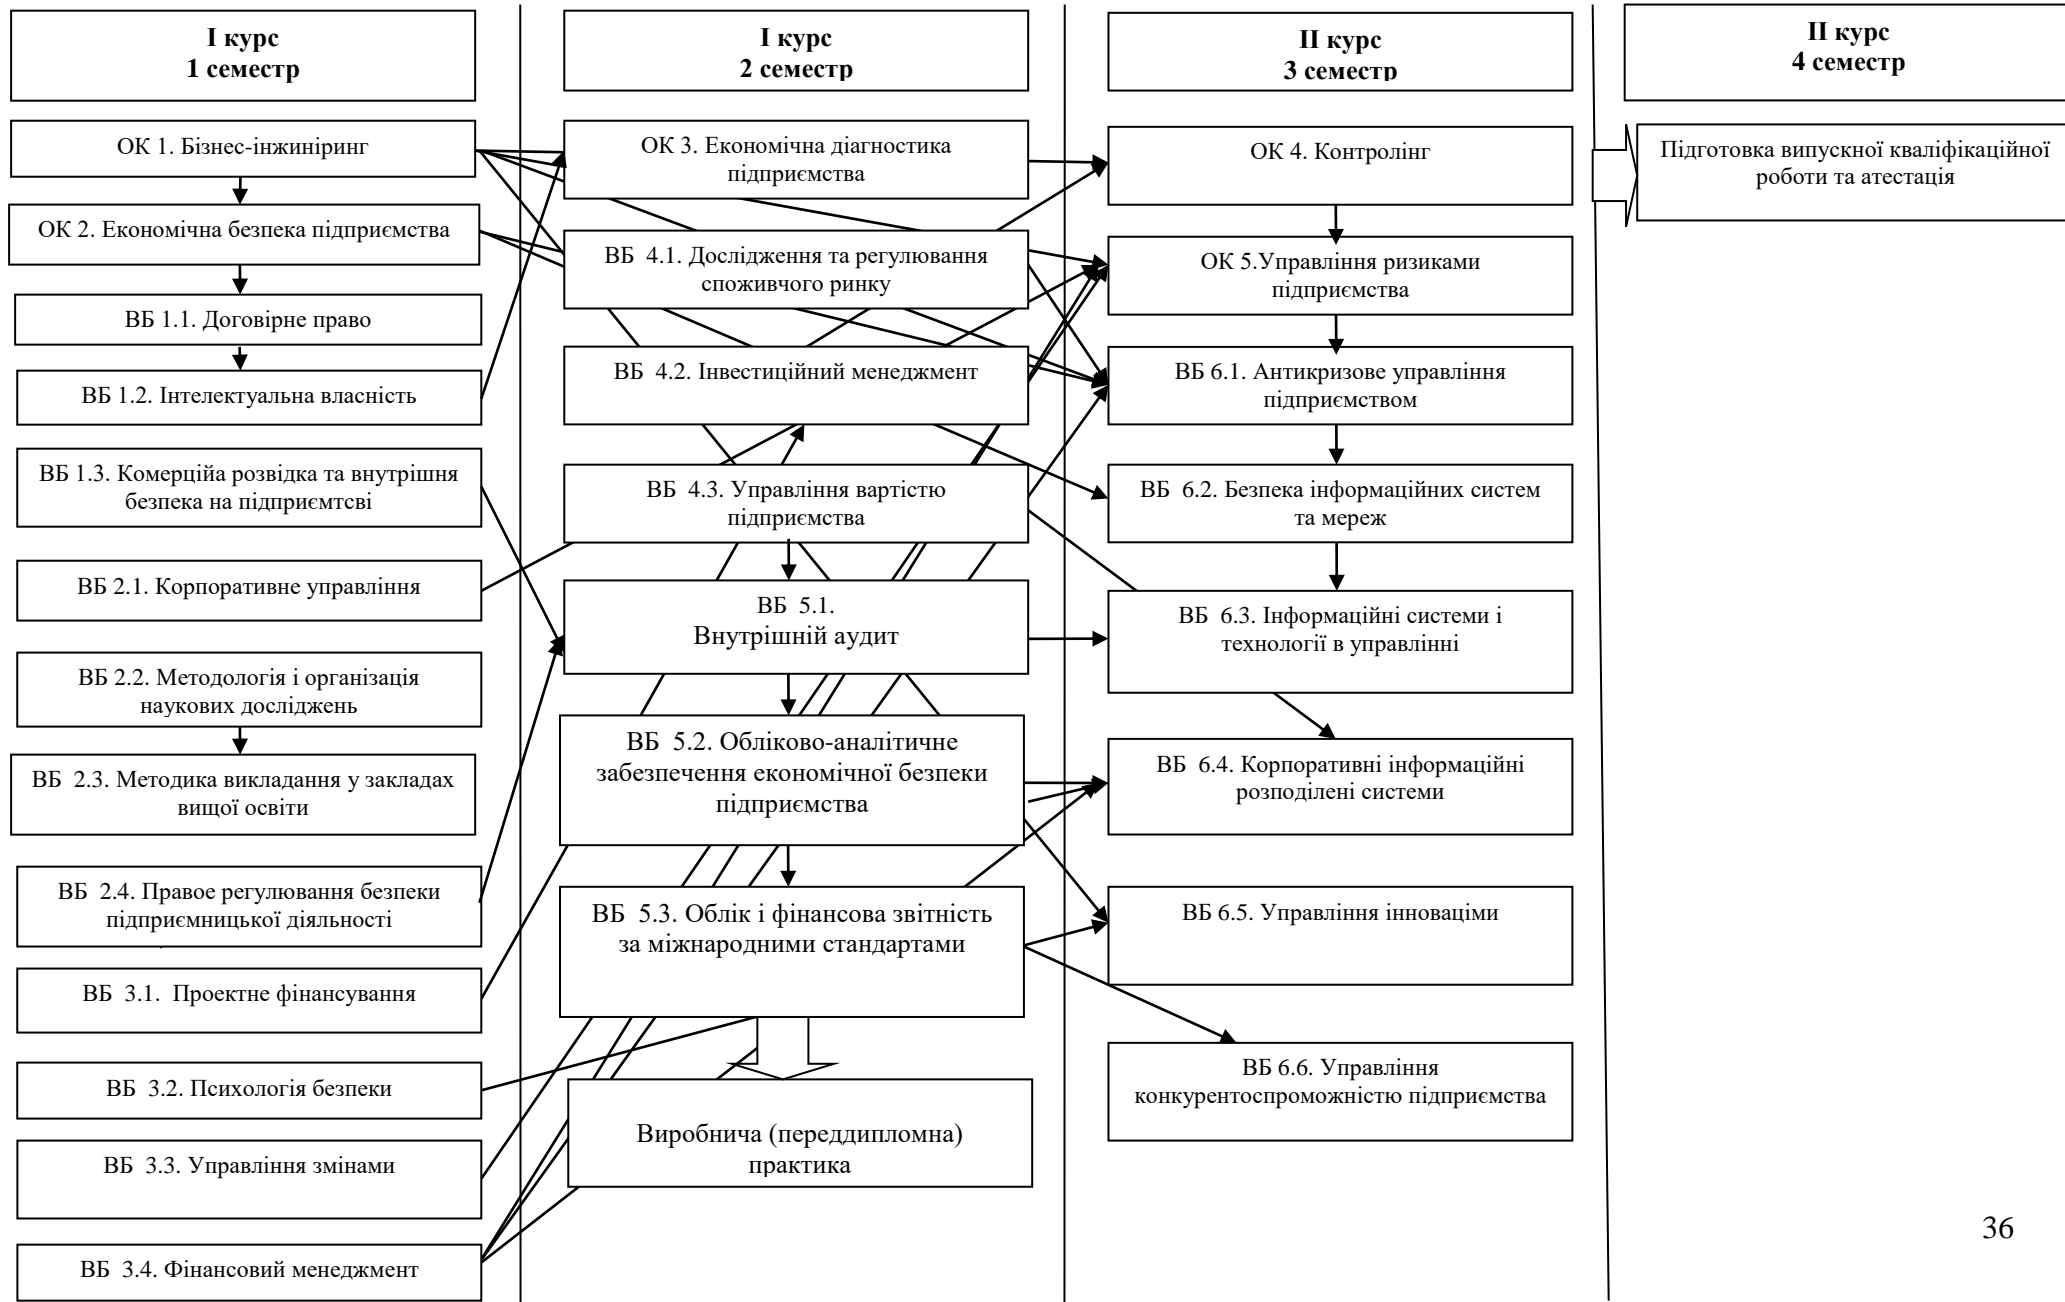 І курс
1 семестр
ОК 1. Бізнес-інжиніринг
ОК 2. Економічна безпека підприємства
ВБ 1.1. Договірне право
ВБ 1.2. Інтелектуальна власність
ВБ 1.3. Комерційа розвідка та внутрішня
безпека на підприємтсві
ВБ 2.1. Корпоративне управління
ВБ 2.2. Методологія і організація
наукових досліджень
ВБ 2.3. Методика викладання у закладах
вищої освіти
ВБ 2.4. Правое регулювання безпеки
підприємницької діяльності
ВБ 3.1. Проектне фінансування
ВБ 3.2. Психологія безпеки
ВБ 3.3. Управління змінами
ВБ 3.4. Фінансовий менеджмент
І курс
2 семестр
ОК 3. Економічна діагностика
підприємства
ВБ 4.1. Дослідження та регулювання
споживчого ринку
ВБ 4.2. Інвестиційний менеджмент
ВБ 4.3. Управління вартістю
підприємства
ВБ 5.1.
Внутрішній аудит
ВБ 5.2. Обліково-аналітичне
забезпечення економічної безпеки
підприємства
ВБ 5.3. Облік і фінансова звітність
за міжнародними стандартами
Виробнича (переддипломна)
практика
ІІ курс
3 семестр
ОК 4. Контролінг
ОК 5.Управління ризиками
підприємства
ВБ 6.1. Антикризове управління
підприємством
ВБ 6.2. Безпека інформаційних систем
та мереж
ВБ 6.3. Інформаційні системи і
технології в управлінні
ВБ 6.4. Корпоративні інформаційні
розподілені системи
ВБ 6.5. Управління інноваціми
ВБ 6.6. Управління
конкурентоспроможністю підприємства
ІІ курс
4 семестр
Підготовка випускної кваліфікаційної
роботи та атестація
36